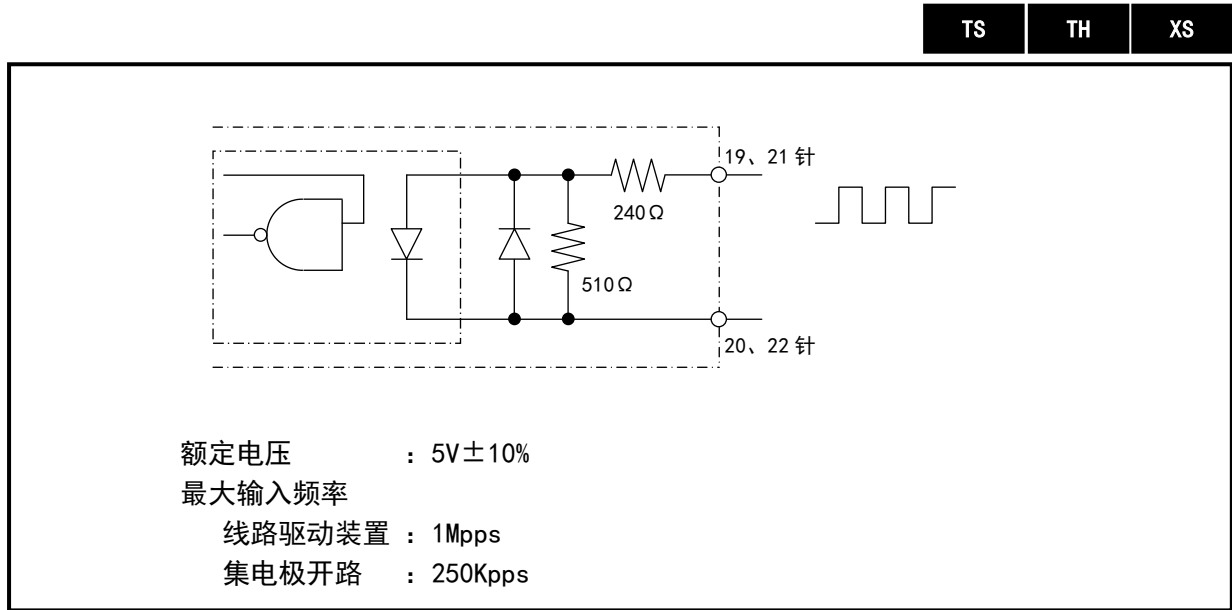 TS TH XS
19、21 针
240Ω
510Ω
20、22 针
额定电压 : 5V±10%
最大输入频率
线路驱动装置 : 1Mpps
集电极开路 : 250Kpps